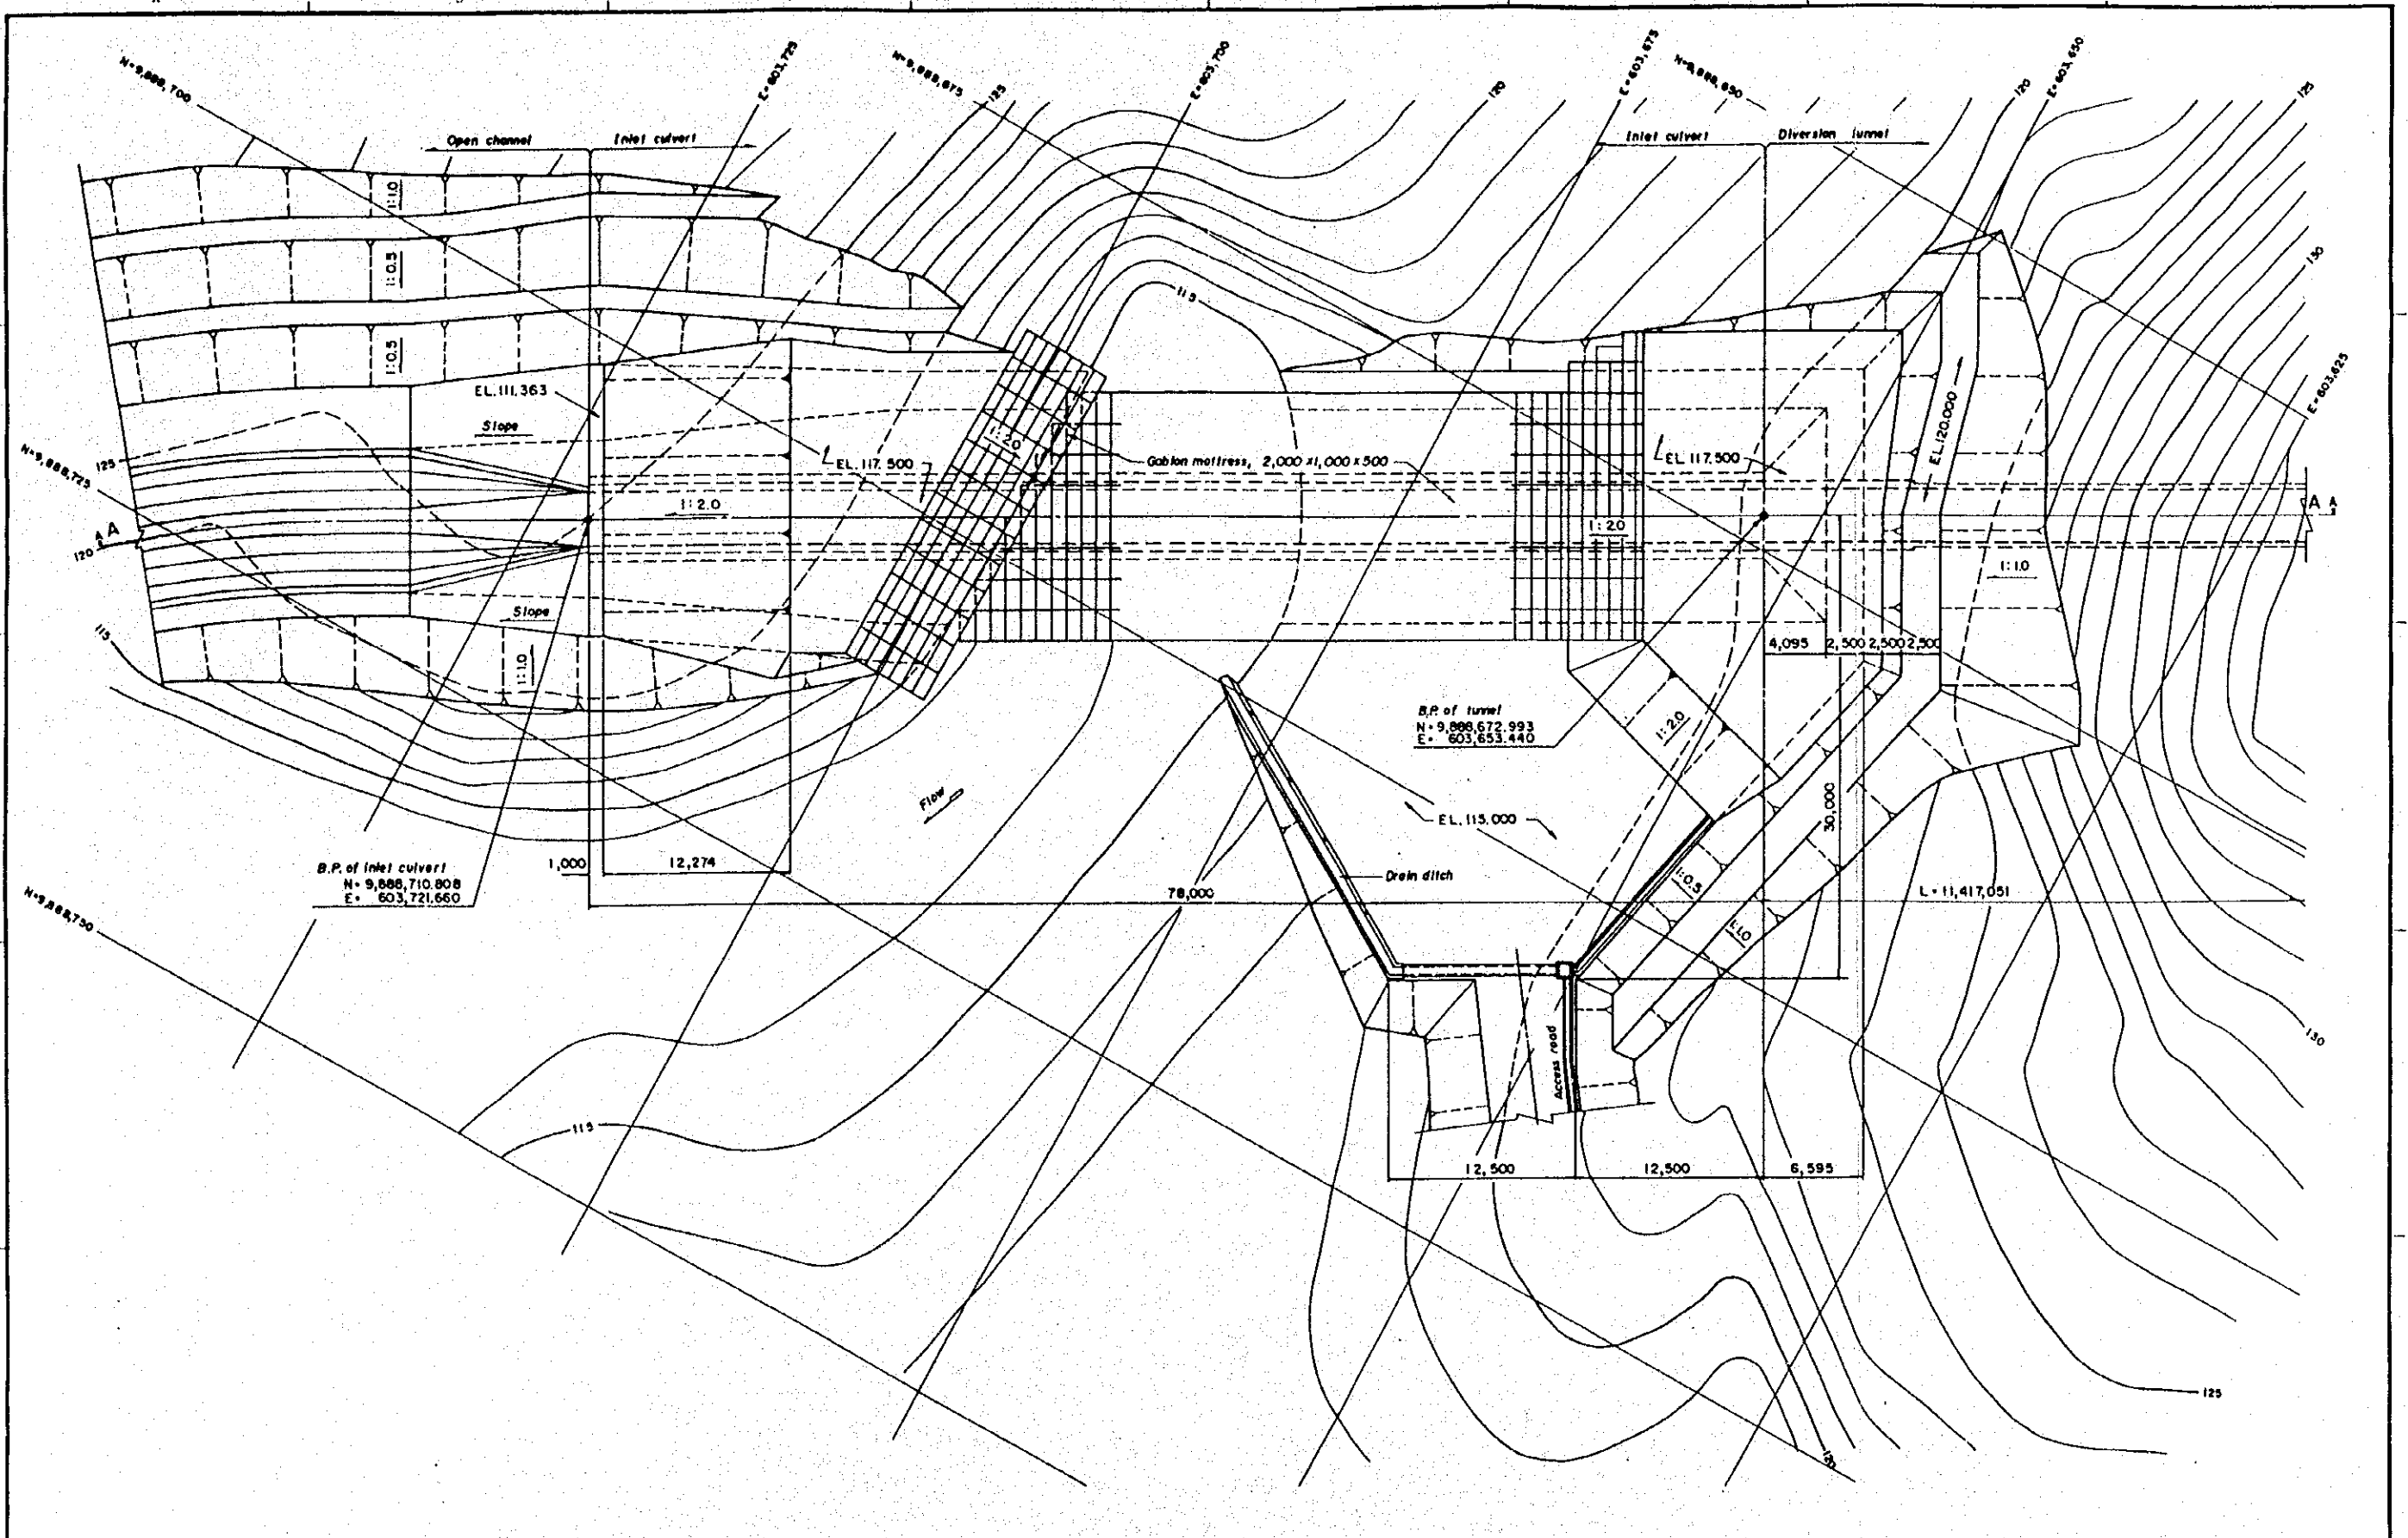 N=9,888,700
E=603,725
N=9,888,675
125
E=603,700
120
E=603,675
N=9,888,650
120
E=603,650
125
Open channel
Inlet culvert
Inlet culvert
Diversion tunnel
1:1.0
1:0.5
1:0.5
115
130
E=603,625
EL.111.363
Slope
EL.117.500
1:2.0
Gabion mattress, 2,000 x1,000 x 500
EL.117.500
EL.120.000
N=9,888,725
125
1:2.0
1:2.0
A
A
A
A
120
1:1.0
Slope
1:1.0
115
4,095
2,500
2,500
2,500
B.P. of tunnel
N= 9,888,672.993
E= 603,653.440
1:2.0
Flow
EL.115.000
30,000
B.P. of inlet culvert
N= 9,888,710.808
E= 603,721.660
1,000
12,274
78,000
Drain ditch
1:0.5
L=11,417,051
N=9,888,750
1:1.0
130
Access road
115
12,500
12,500
6,595
125
120